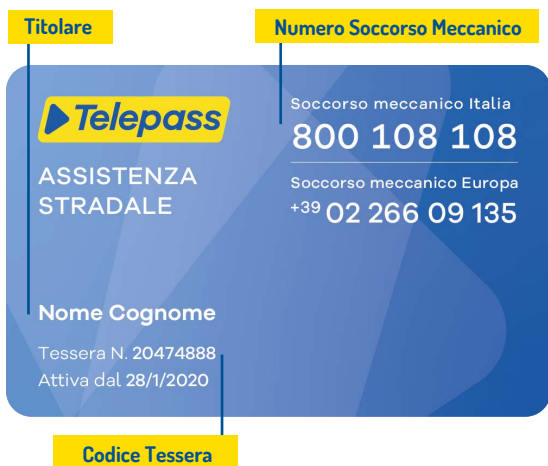 Titolare
Numero Soccorso Meccanico
Telepass
ASSISTENZA
STRADALE
Soccorso meccanico Italia
800 108 108
Soccorso meccanico Europa
+39 02 266 09 135
Nome Cognome
Tessera N. 20474888
Attiva dal 28/1/2020
Codice Tessera